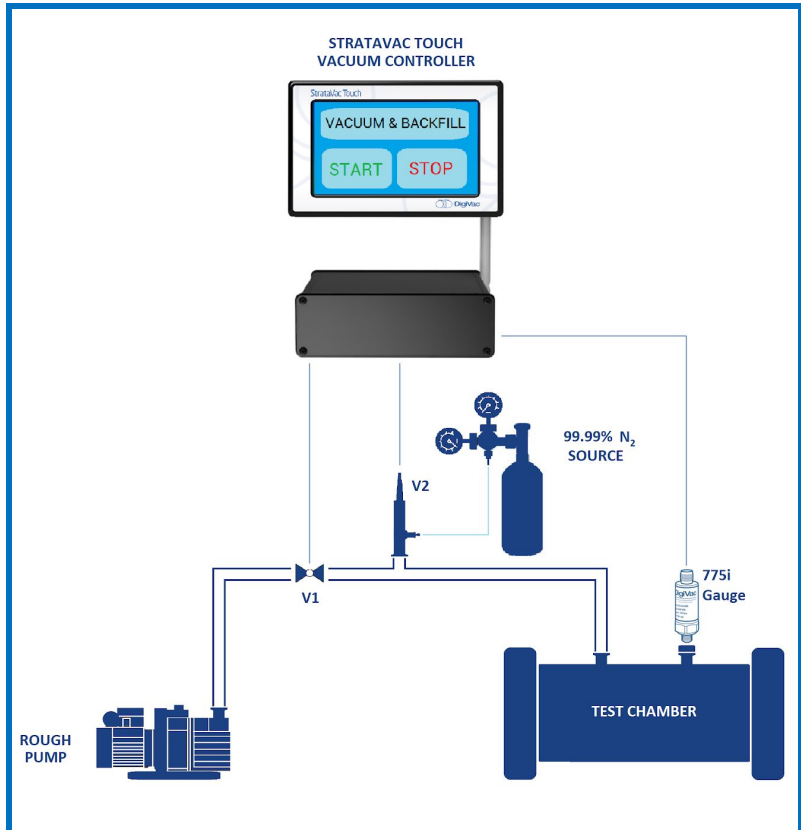 STRATAVAC TOUCH
VACUUM CONTROLLER
StrataVac Touch
VACUUM & BACKFILL
START
STOP
DigiVac
99.99% N₂
SOURCE
V2
V1
775i
Gauge
DigiVac
TEST CHAMBER
ROUGH
PUMP